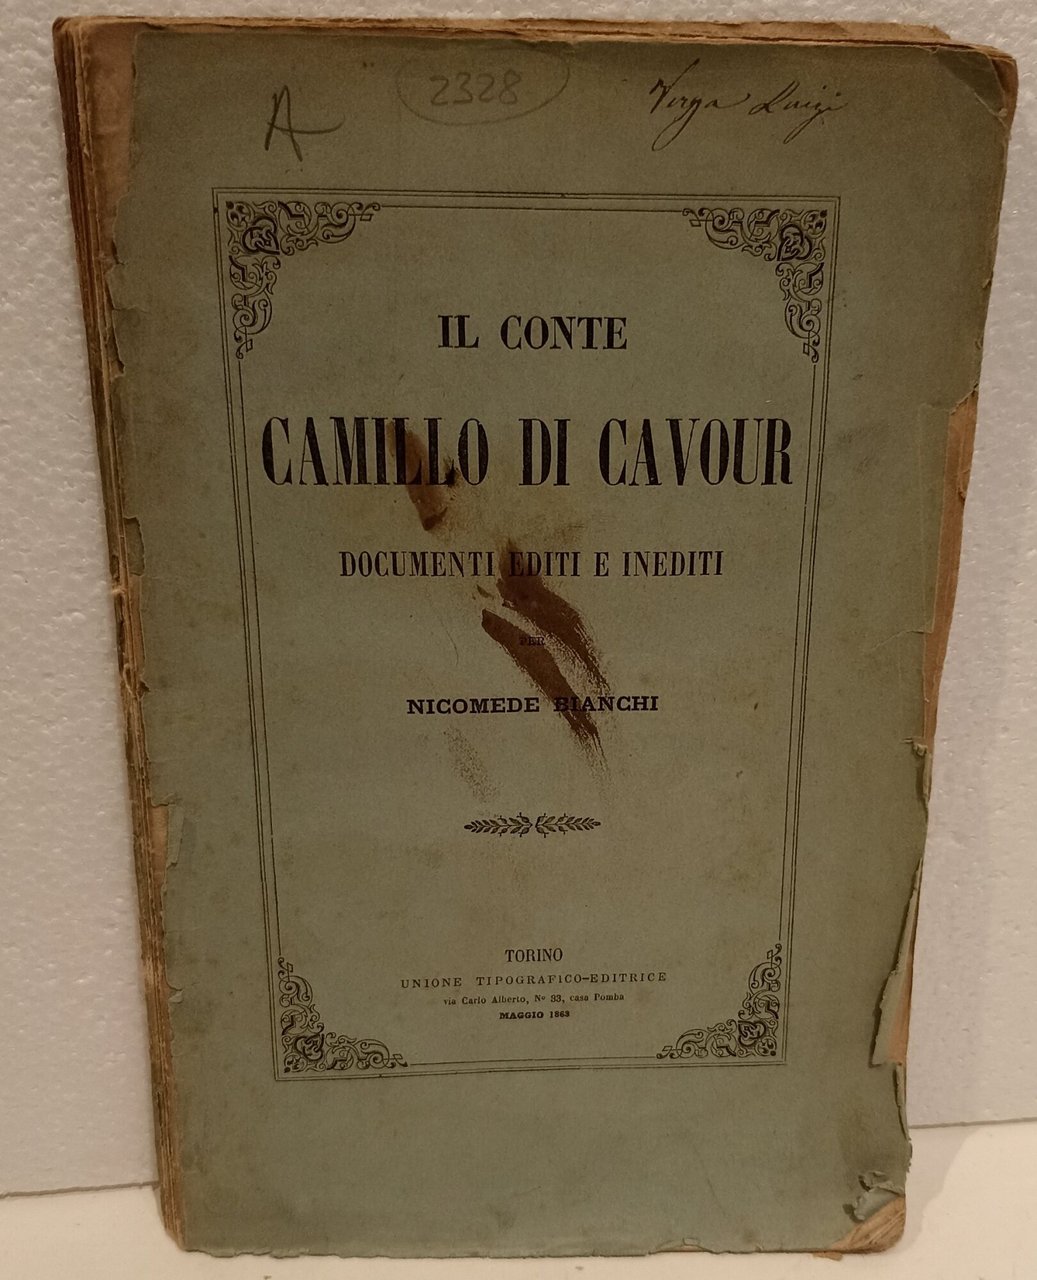 A
2328
Verga Luigi
IL CONTE
CAMILLO DI CAVOUR
DOCUMENTI EDITI E INEDITI
PER
NICOMEDE BIANCHI
TORINO
UNIONE TIPOGRAFICO-EDITRICE
via Carlo Alberto, Nº 33, casa Pomba
MAGGIO 1863